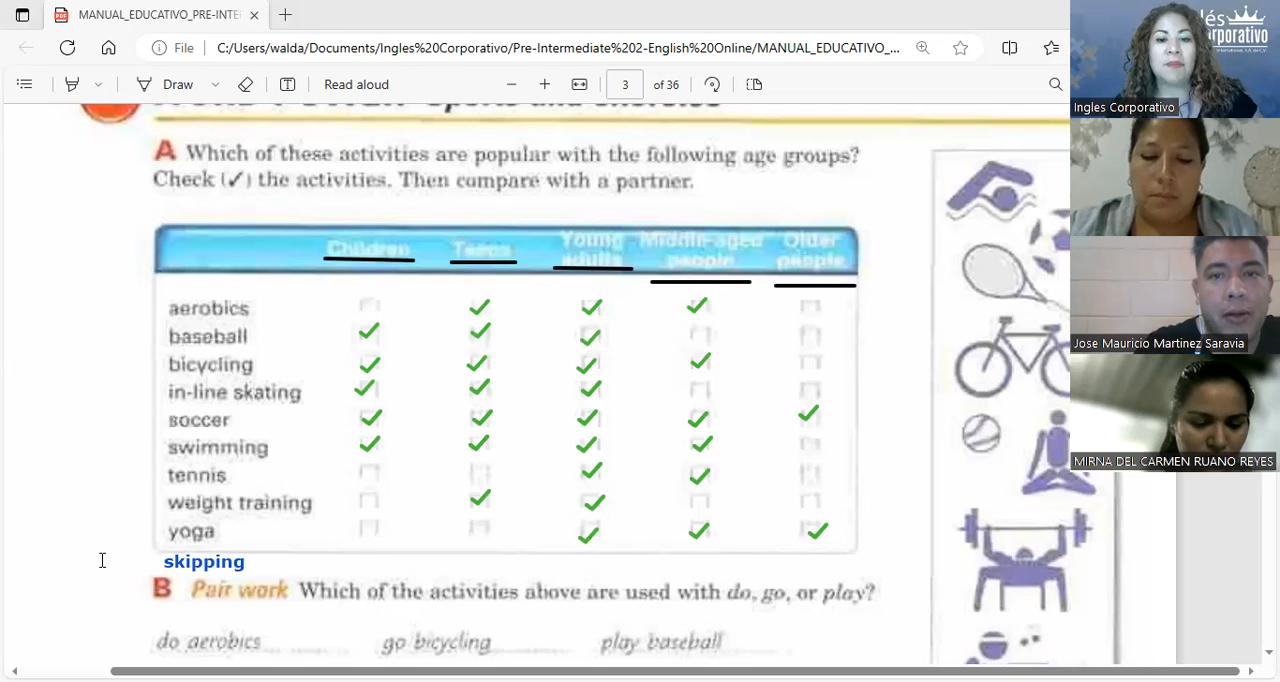 MANUAL_EDUCATIVO_PRE-INTE
File
C:/Users/walda/Documents/Ingles%20Corporativo/Pre-Intermediate%202-English%20Online/MANUAL_EDUCATIVO_...
Draw
Read aloud
3
of 36
A Which of these activities are popular with the following age groups?
Check (✓) the activities. Then compare with a partner.
Children Teens Young adults Middle-aged people Older people
aerobics
baseball
bicycling
in-line skating
soccer
swimming
tennis
weight training
yoga
skipping
B Pair work Which of the activities above are used with do, go, or play?
do aerobics go bicycling play baseball
Ingles Corporativo
Jose Mauricio Martinez Saravia
MIRNA DEL CARMEN RUANO REYES